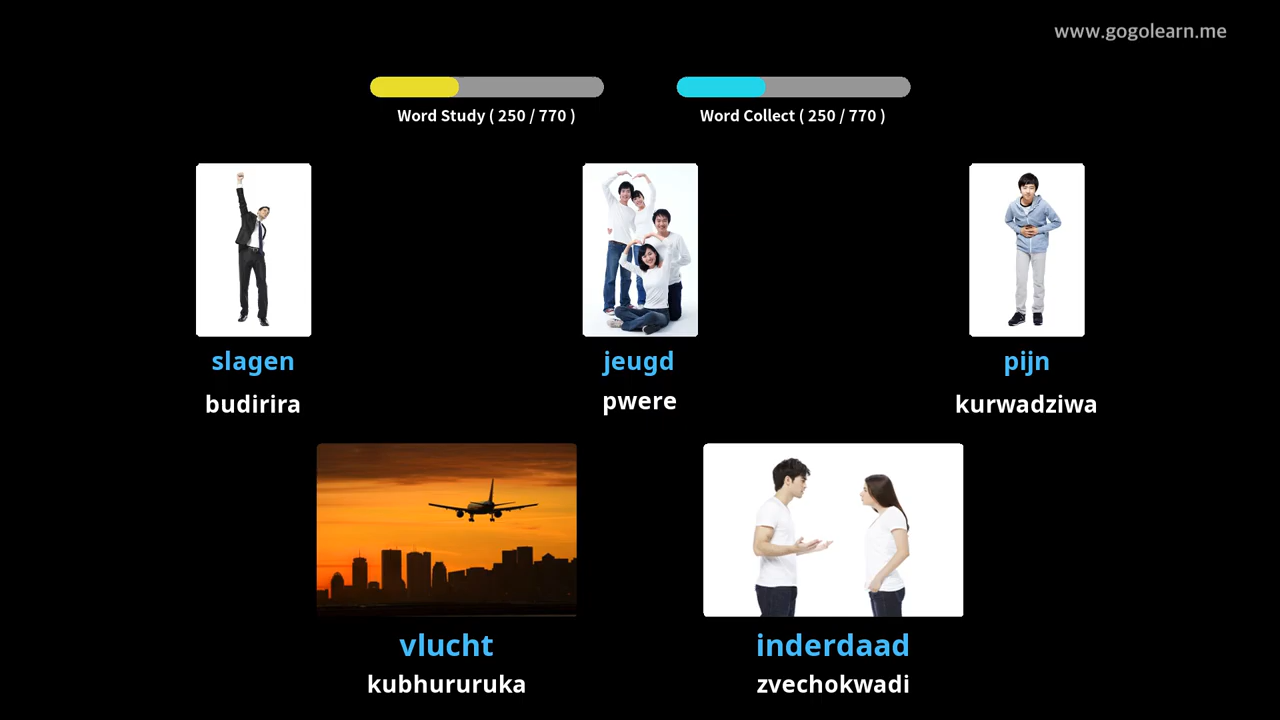 www.gogolearn.me
Word Study ( 250 / 770 )
Word Collect ( 250 / 770 )
slagen
budirira
jeugd
pwere
pijn
kurwadziwa
vlucht
kubhururuka
inderdaad
zvechokwadi